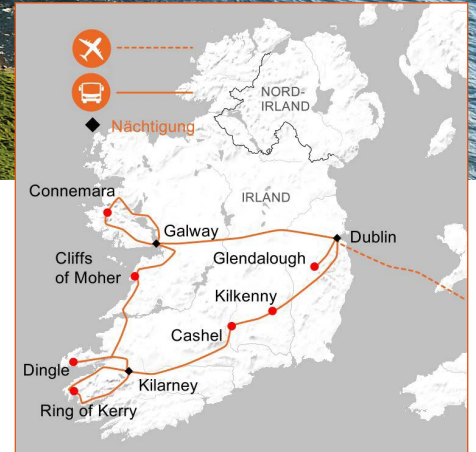 NORD-
IRLAND
Nächtigung
Connemara
IRLAND
Galway
Dublin
Cliffs
of Moher
Glendalough
Kilkenny
Cashel
Dingle
Kilarney
Ring of Kerry